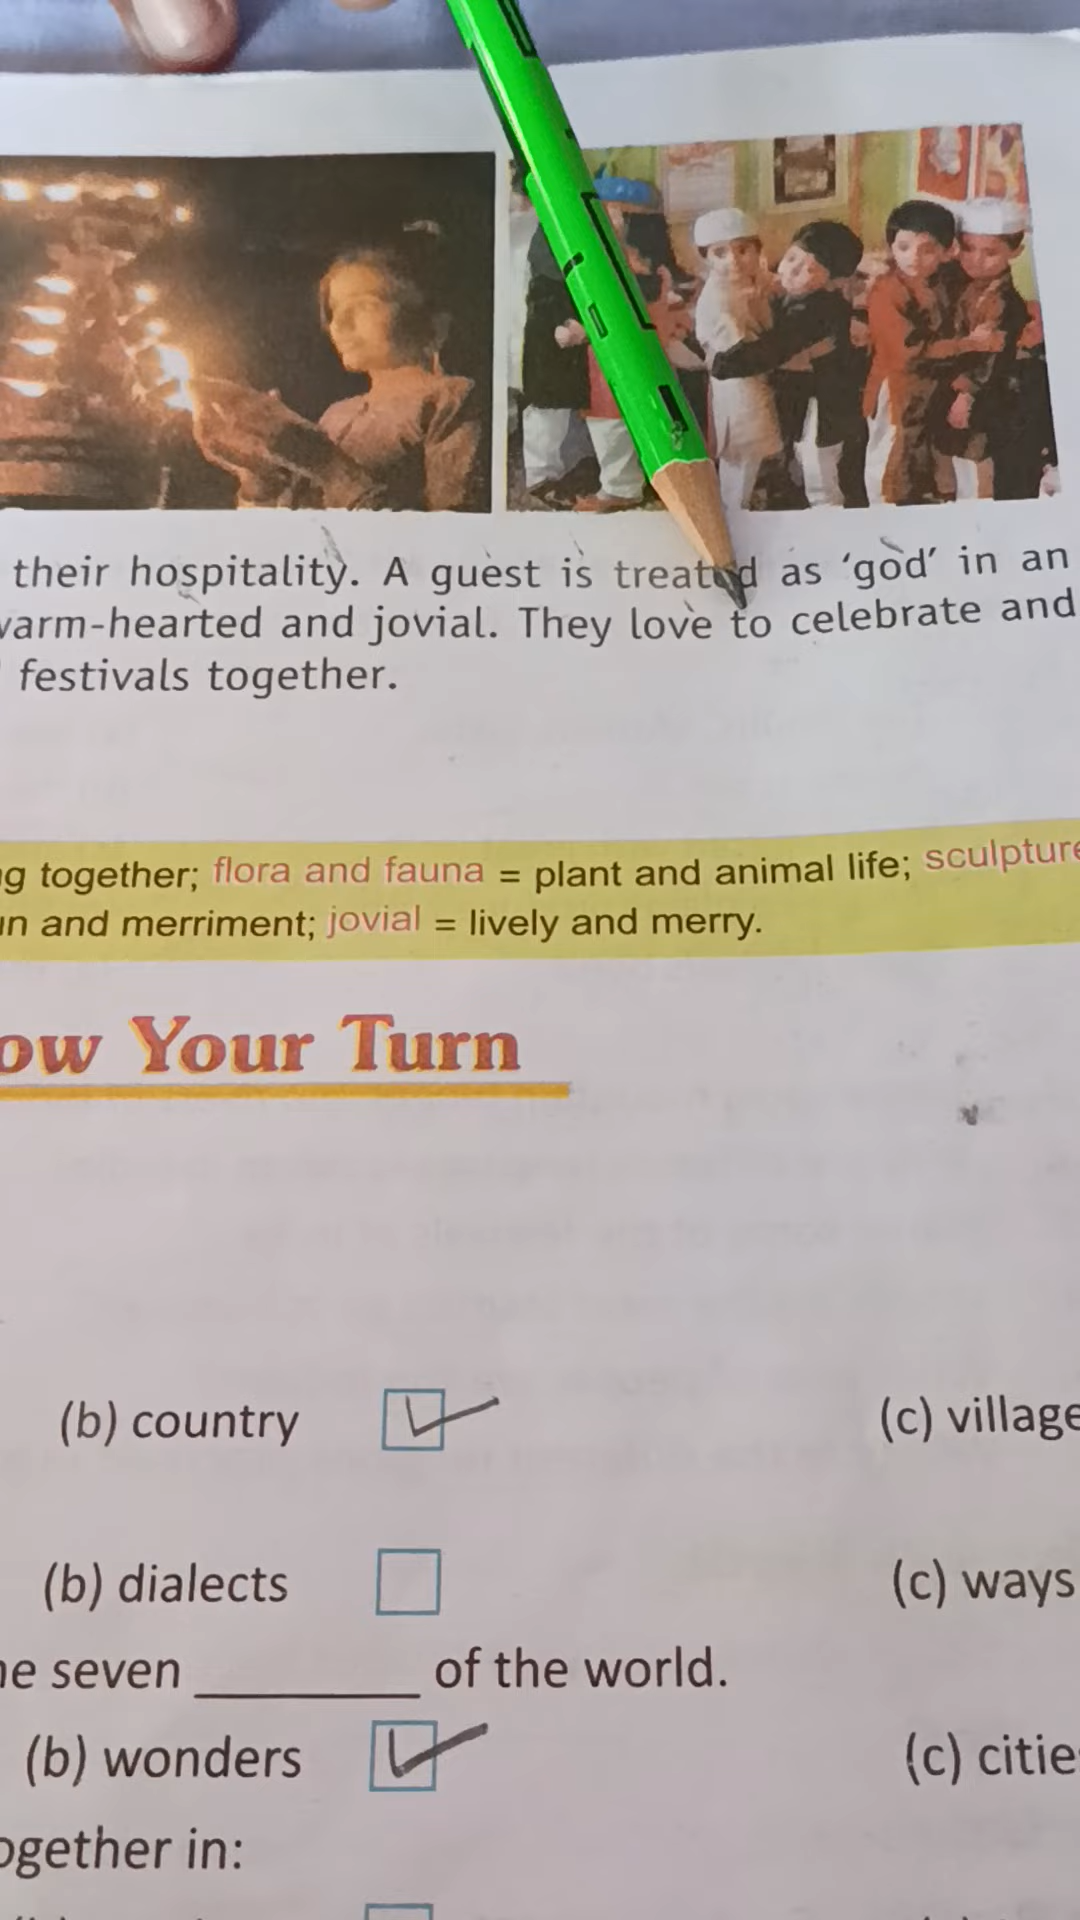 their hospitality. A guest is treated as ‘god’ in an
warm-hearted and jovial. They love to celebrate and
festivals together.
together; flora and fauna = plant and animal life; sculpture
and merriment; jovial = lively and merry.
Your Turn
(b) country (c) village
(b) dialects (c) ways
seven ________ of the world.
(b) wonders (c) citie
ogether in: